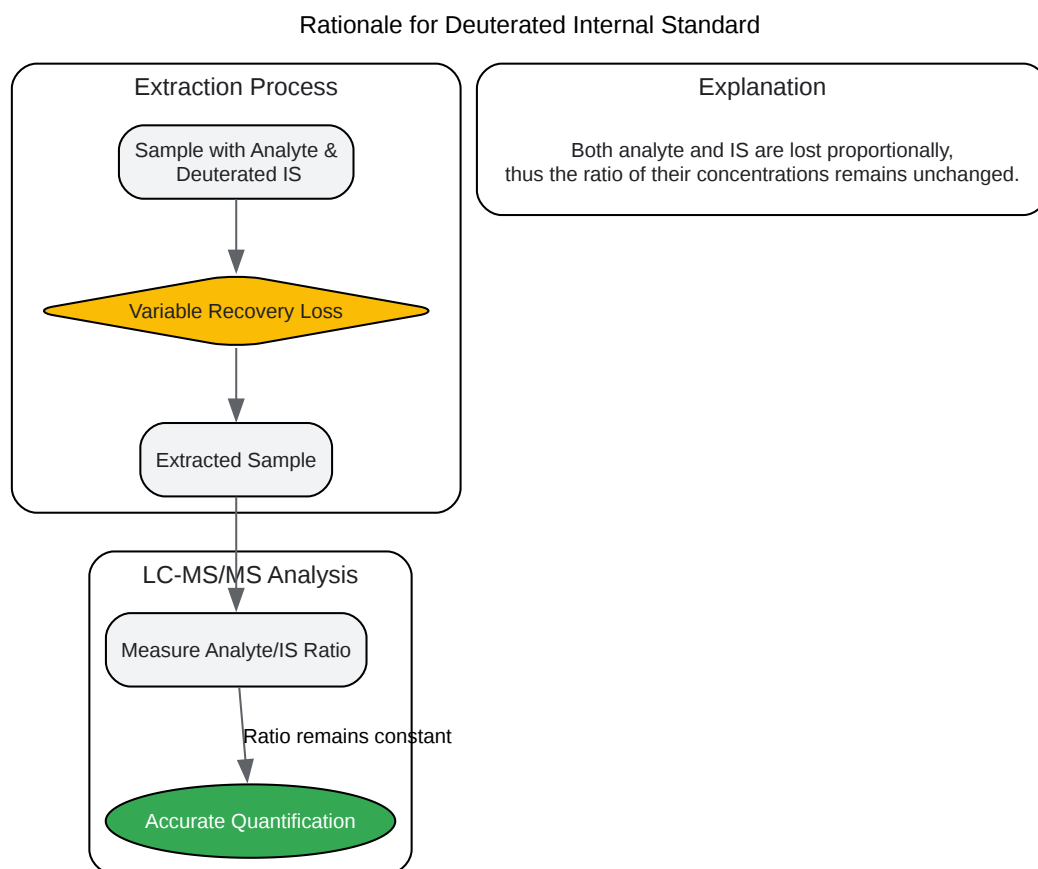 Rationale for Deuterated Internal Standard
Extraction Process
Sample with Analyte &
Deuterated IS
Variable Recovery Loss
Extracted Sample
LC-MS/MS Analysis
Measure Analyte/IS Ratio
Ratio remains constant
Accurate Quantification
Explanation
Both analyte and IS are lost proportionally,
thus the ratio of their concentrations remains unchanged.